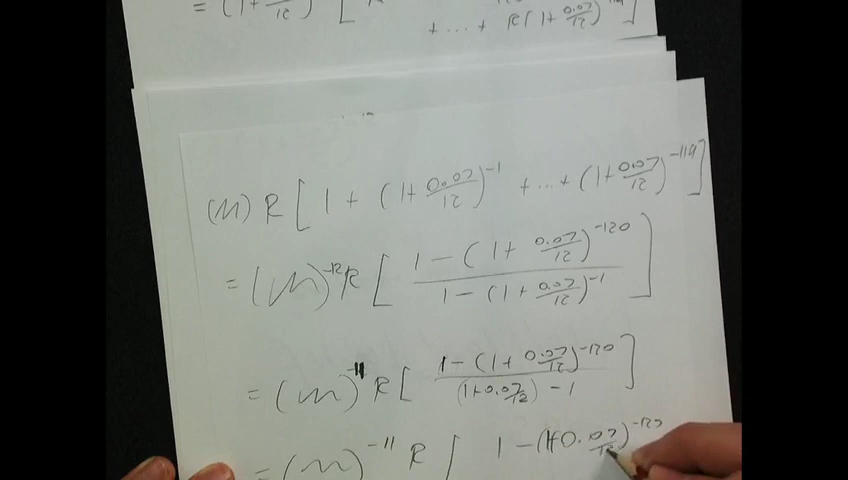 = (1+ /12) [ R
+ ... + R(1+ 0.07/12)^-119 ]
(M) R [ 1 + (1+ 0.07/12)^-1 + ... + (1+ 0.07/12)^-119 ]
= (M)^-12 R [ (1 - (1 + 0.07/12)^-120) / (1 - (1 + 0.07/12)^-1) ]
= (M)^-11 R [ (1 - (1 + 0.07/12)^-120) / ((1+0.07/12) - 1) ]
= (M)^-11 R [ 1 - (1+0.07/12)^-120